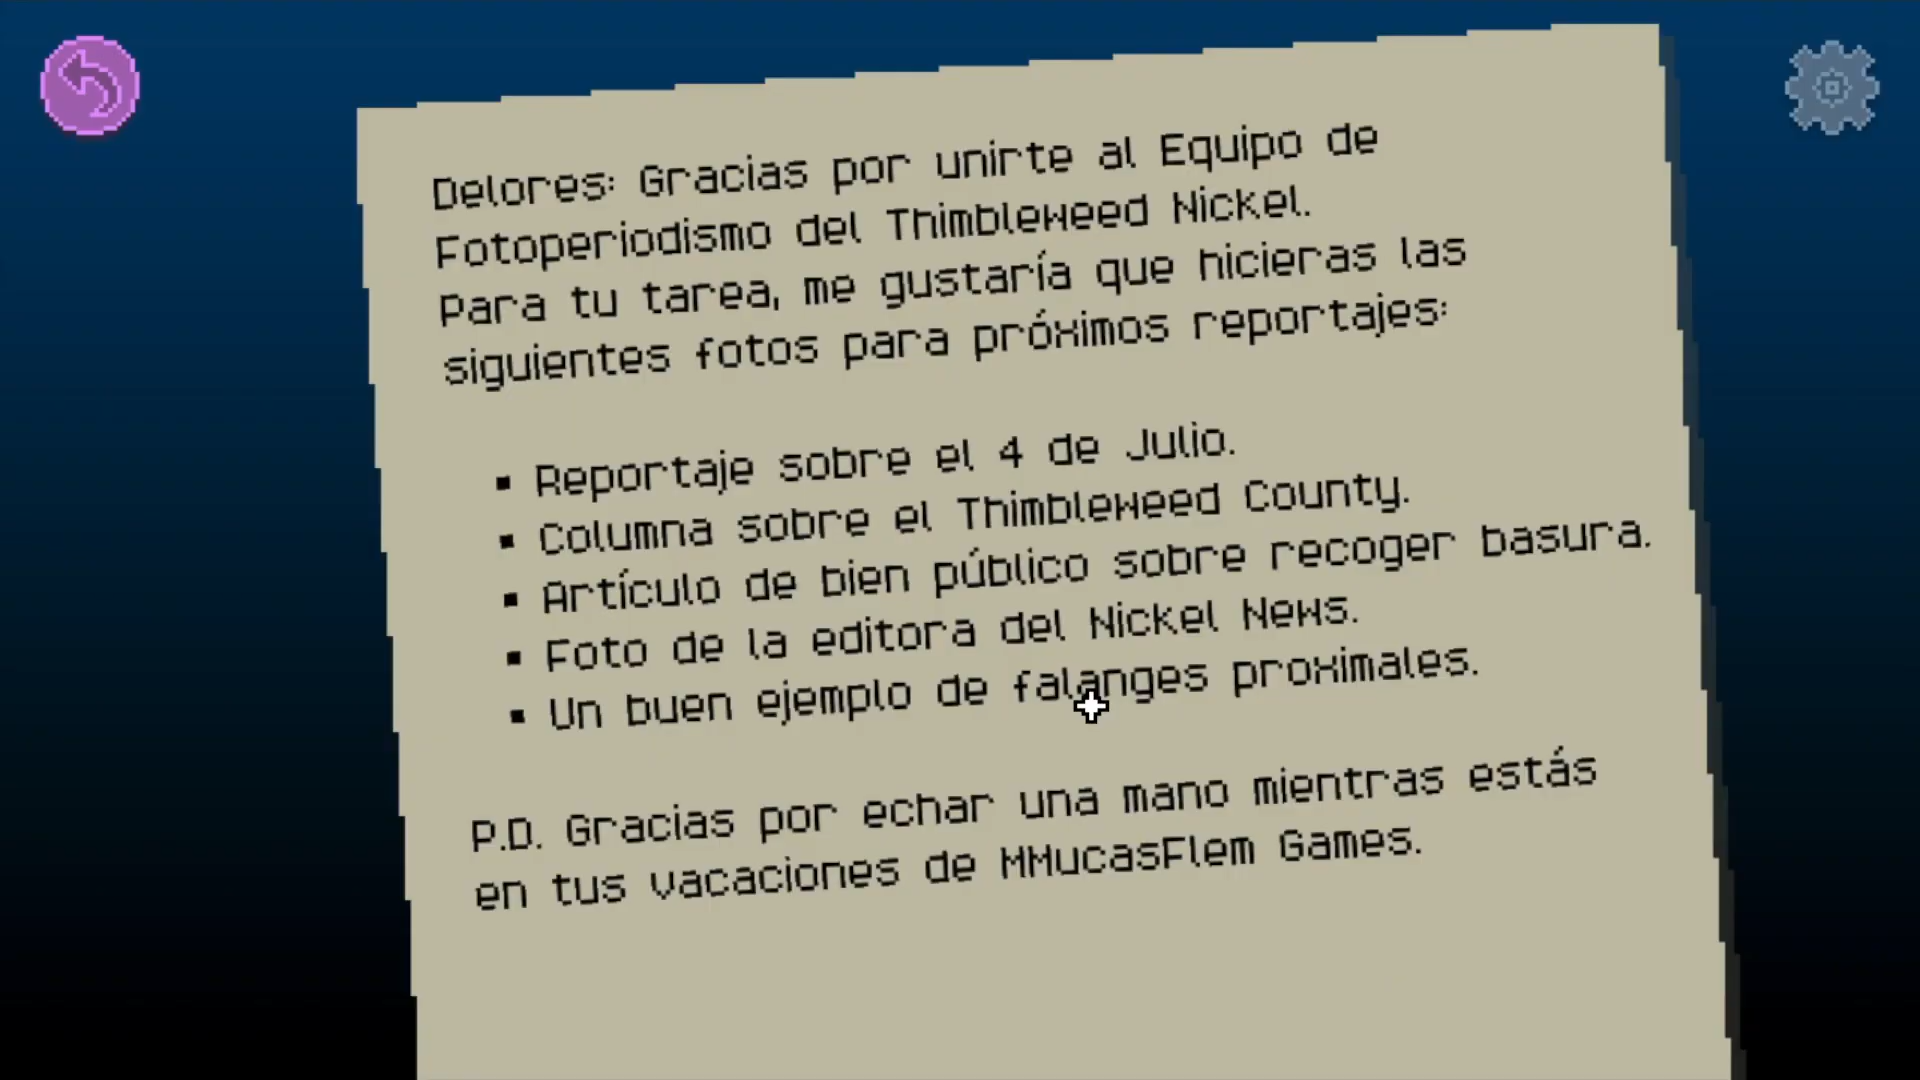 Delores: Gracias por unirte al Equipo de
Fotoperiodismo del Thimbleweed Nickel.
Para tu tarea, me gustaría que hicieras las
siguientes fotos para próximos reportajes:
▪ Reportaje sobre el 4 de Julio.
▪ Columna sobre el Thimbleweed County.
▪ Artículo de bien público sobre recoger basura.
▪ Foto de la editora del Nickel News.
▪ Un buen ejemplo de falanges proximales.
P.D. Gracias por echar una mano mientras estás
en tus vacaciones de MMucasFlem Games.